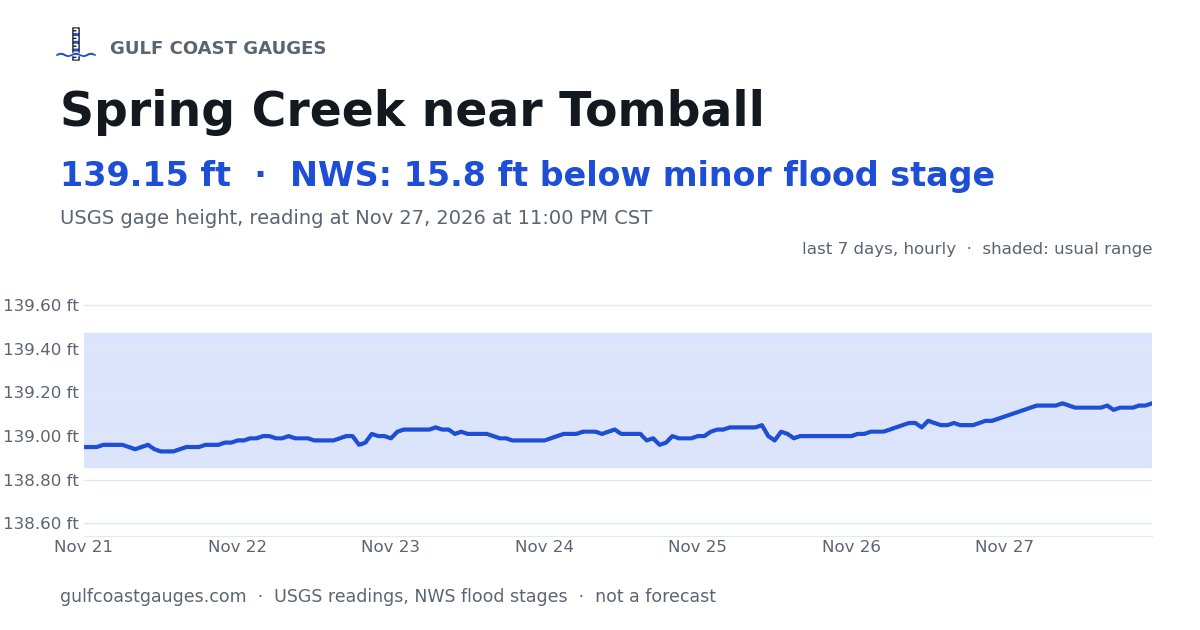 GULF COAST GAUGES
Spring Creek near Tomball
139.15 ft · NWS: 15.8 ft below minor flood stage
USGS gage height, reading at Nov 27, 2026 at 11:00 PM CST
last 7 days, hourly · shaded: usual range
139.60 ft
139.40 ft
139.20 ft
139.00 ft
138.80 ft
138.60 ft
Nov 21 Nov 22 Nov 23 Nov 24 Nov 25 Nov 26 Nov 27
gulfcoastgauges.com · USGS readings, NWS flood stages · not a forecast